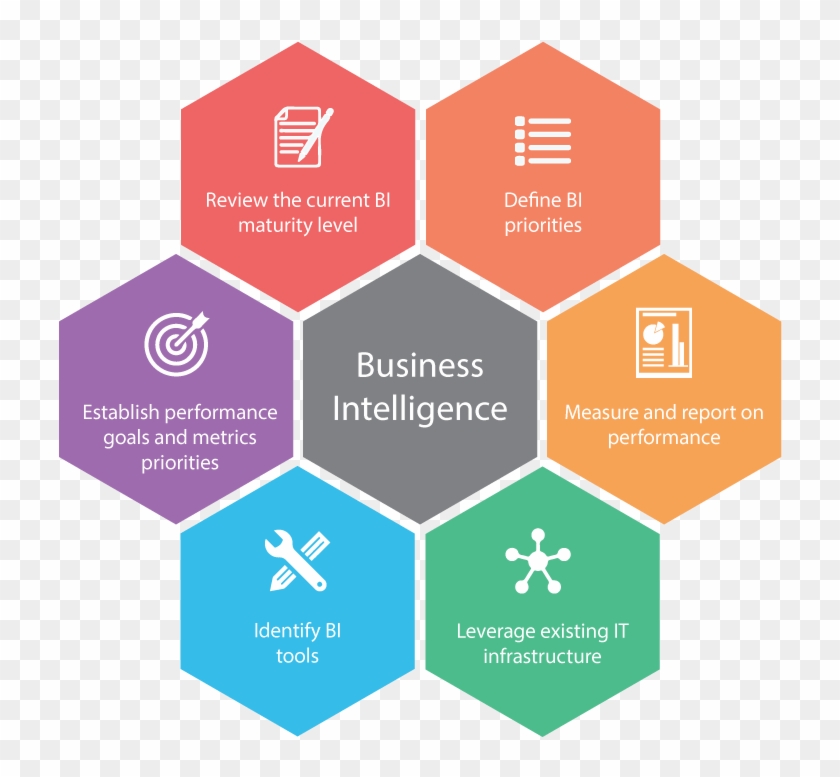 Review the current BI
maturity level
Define BI
priorities
Establish performance
goals and metrics
priorities
Business
Intelligence
Measure and report on
performance
Identify BI
tools
Leverage existing IT
infrastructure